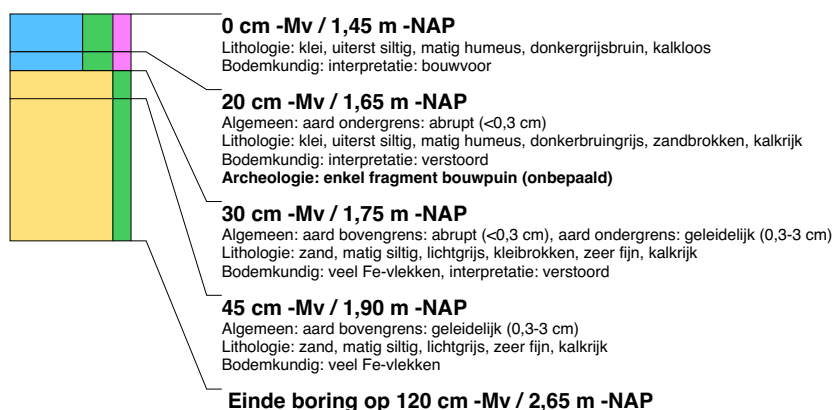 0 cm -Mv / 1,45 m -NAP
Lithologie: klei, uiterst siltig, matig humeus, donkergrijsbruin, kalkloos
Bodemkundig: interpretatie: bouwvoor
20 cm -Mv / 1,65 m -NAP
Algemeen: aard ondergrens: abrupt (<0,3 cm)
Lithologie: klei, uiterst siltig, matig humeus, donkerbruingrijs, zandbrokken, kalkrijk
Bodemkundig: interpretatie: verstoord
Archeologie: enkel fragment bouwpuin (onbepaald)
30 cm -Mv / 1,75 m -NAP
Algemeen: aard bovengrens: abrupt (<0,3 cm), aard ondergrens: geleidelijk (0,3-3 cm)
Lithologie: zand, matig siltig, lichtgrijs, kleibrokken, zeer fijn, kalkrijk
Bodemkundig: veel Fe-vlekken, interpretatie: verstoord
45 cm -Mv / 1,90 m -NAP
Algemeen: aard bovengrens: geleidelijk (0,3-3 cm)
Lithologie: zand, matig siltig, lichtgrijs, zeer fijn, kalkrijk
Bodemkundig: veel Fe-vlekken
Einde boring op 120 cm -Mv / 2,65 m -NAP